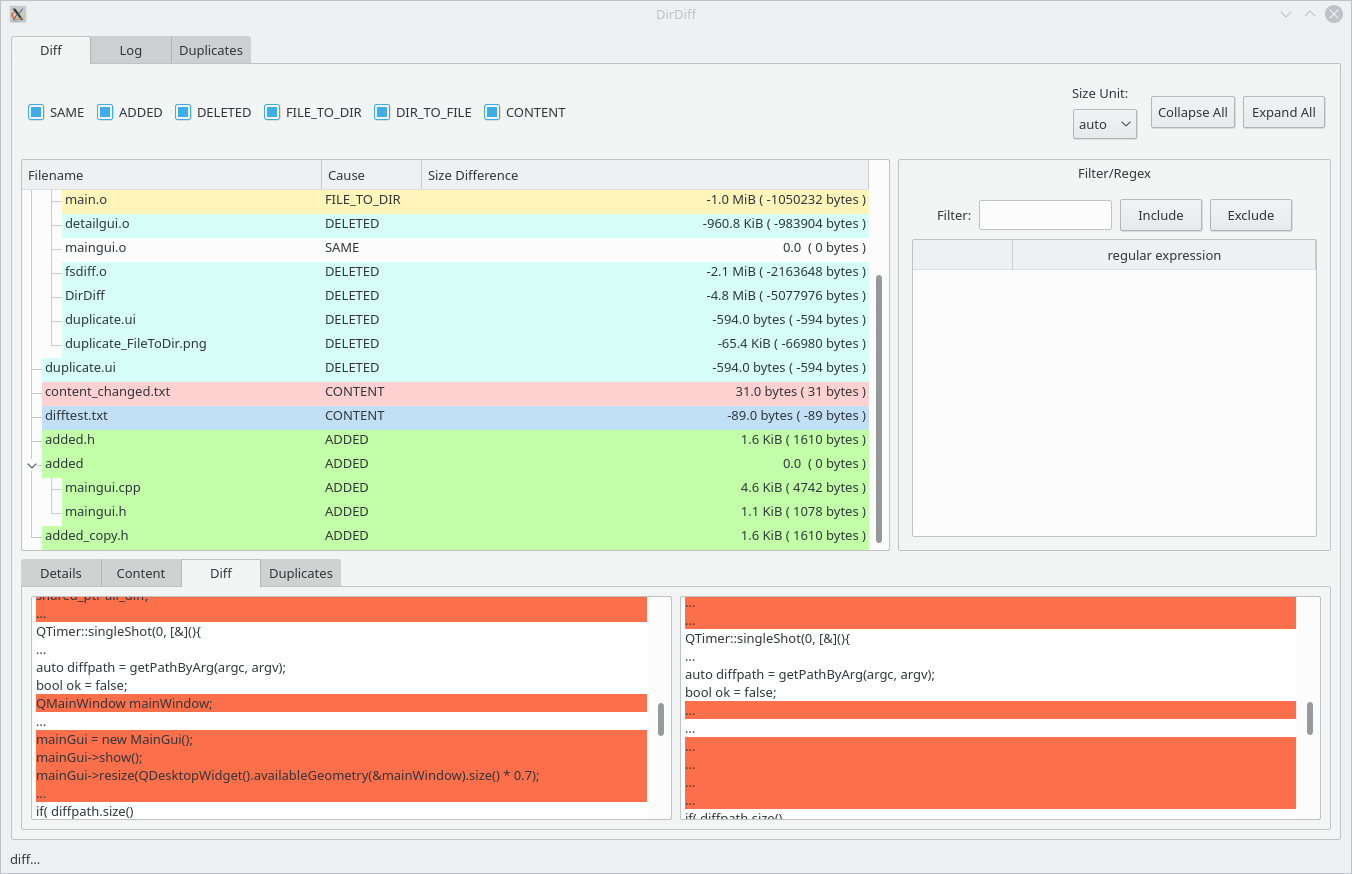 DirDiff
Diff Log Duplicates
Size Unit:
SAME ADDED DELETED FILE_TO_DIR DIR_TO_FILE CONTENT
auto Collapse All Expand All
Filename Cause Size Difference
main.o FILE_TO_DIR -1.0 MiB ( -1050232 bytes )
detailgui.o DELETED -960.8 KiB ( -983904 bytes )
maingui.o SAME 0.0 ( 0 bytes )
fsdiff.o DELETED -2.1 MiB ( -2163648 bytes )
DirDiff DELETED -4.8 MiB ( -5077976 bytes )
duplicate.ui DELETED -594.0 bytes ( -594 bytes )
duplicate_FileToDir.png DELETED -65.4 KiB ( -66980 bytes )
duplicate.ui DELETED -594.0 bytes ( -594 bytes )
content_changed.txt CONTENT 31.0 bytes ( 31 bytes )
difftest.txt CONTENT -89.0 bytes ( -89 bytes )
added.h ADDED 1.6 KiB ( 1610 bytes )
added ADDED 0.0 ( 0 bytes )
maingui.cpp ADDED 4.6 KiB ( 4742 bytes )
maingui.h ADDED 1.1 KiB ( 1078 bytes )
added_copy.h ADDED 1.6 KiB ( 1610 bytes )
Filter/Regex
Filter: Include Exclude
regular expression
Details Content Diff Duplicates
...
QTimer::singleShot(0, [&](){
...
auto diffpath = getPathByArg(argc, argv);
bool ok = false;
QMainWindow mainWindow;
...
mainGui = new MainGui();
mainGui->show();
mainGui->resize(QDesktopWidget().availableGeometry(&mainWindow).size() * 0.7);
...
if( diffpath.size()
...
...
QTimer::singleShot(0, [&](){
...
auto diffpath = getPathByArg(argc, argv);
bool ok = false;
...
...
...
...
...
...
if( diffpath.size()
diff...